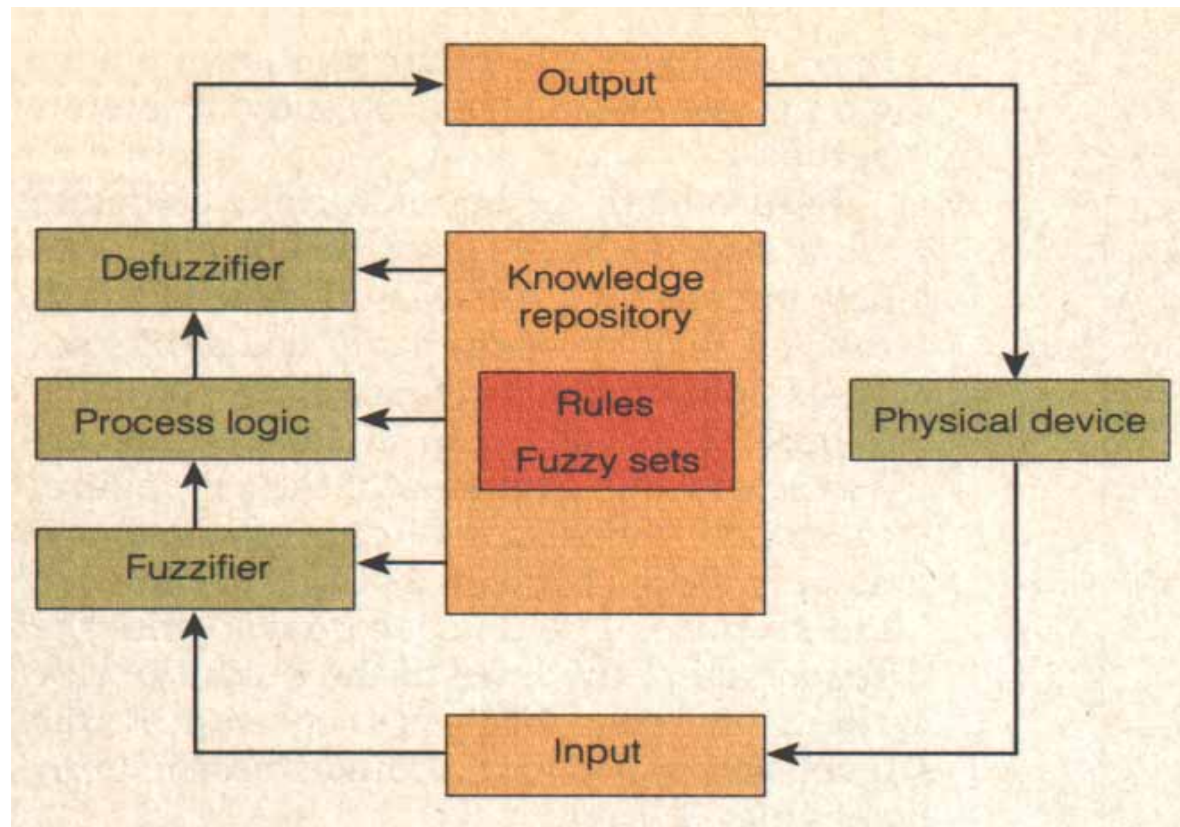 Output
Defuzzifier
Knowledge
repository
Process logic
Rules
Fuzzy sets
Physical device
Fuzzifier
Input